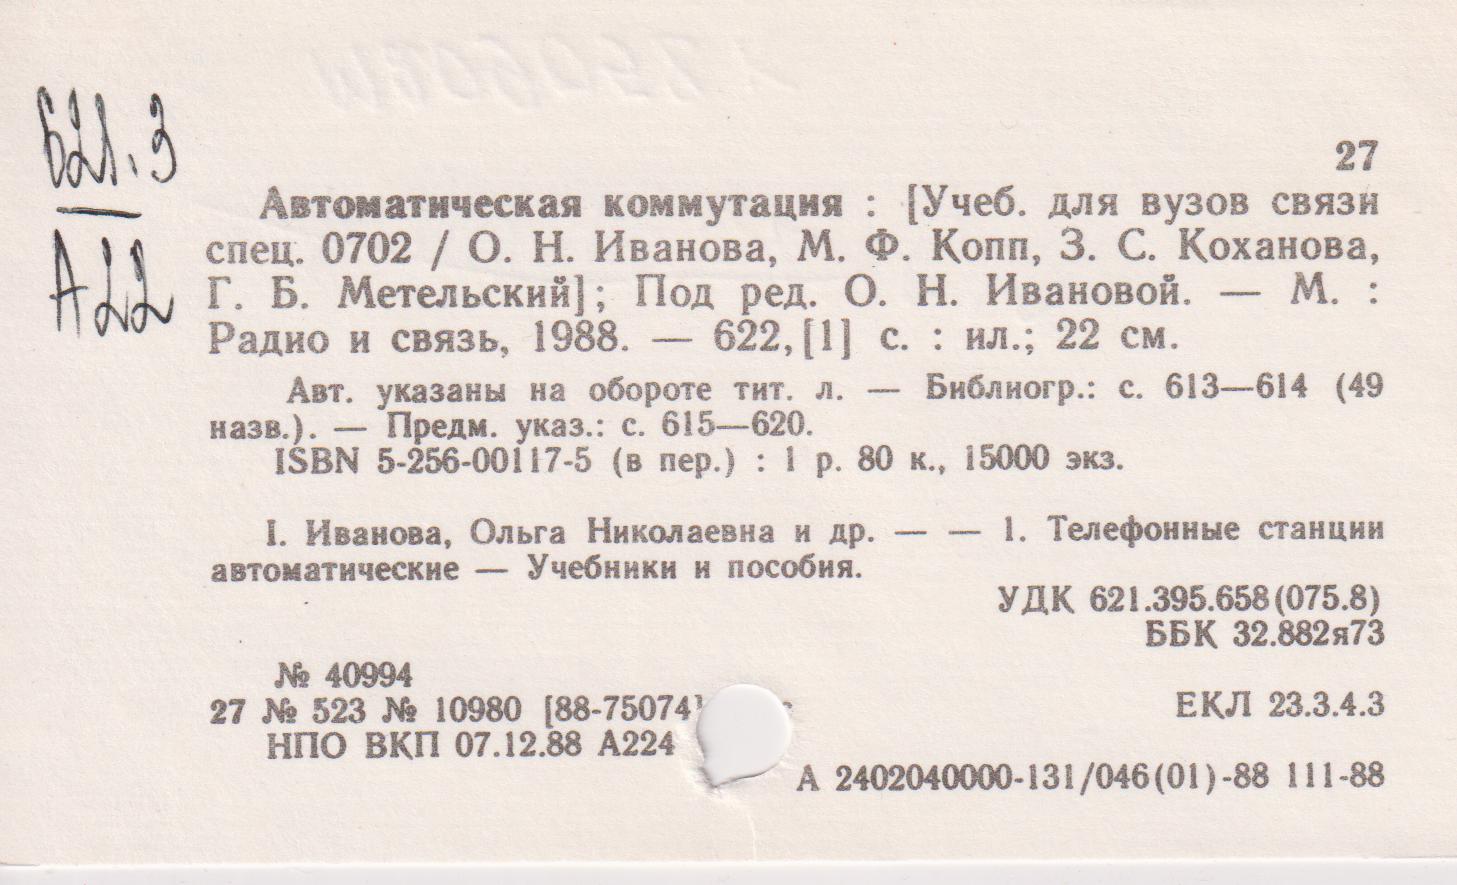 621.3
А22
27
Автоматическая коммутация : [Учеб. для вузов связи
спец. 0702 / О. Н. Иванова, М. Ф. Копп, З. С. Коханова,
Г. Б. Метельский]; Под ред. О. Н. Ивановой. — М. :
Радио и связь, 1988. — 622,[1] с. : ил.; 22 см.
Авт. указаны на обороте тит. л. — Библиогр.: с. 613—614 (49
назв.). — Предм. указ.: с. 615—620.
ISBN 5-256-00117-5 (в пер.) : 1 р. 80 к., 15000 экз.
I. Иванова, Ольга Николаевна и др. — — 1. Телефонные станции
автоматические — Учебники и пособия.
УДК 621.395.658(075.8)
ББК 32.882я73
№ 40994
27 № 523 № 10980 [88-75074]
ЕКЛ 23.3.4.3
НПО ВКП 07.12.88 А224
А 2402040000-131/046(01)-88 111-88